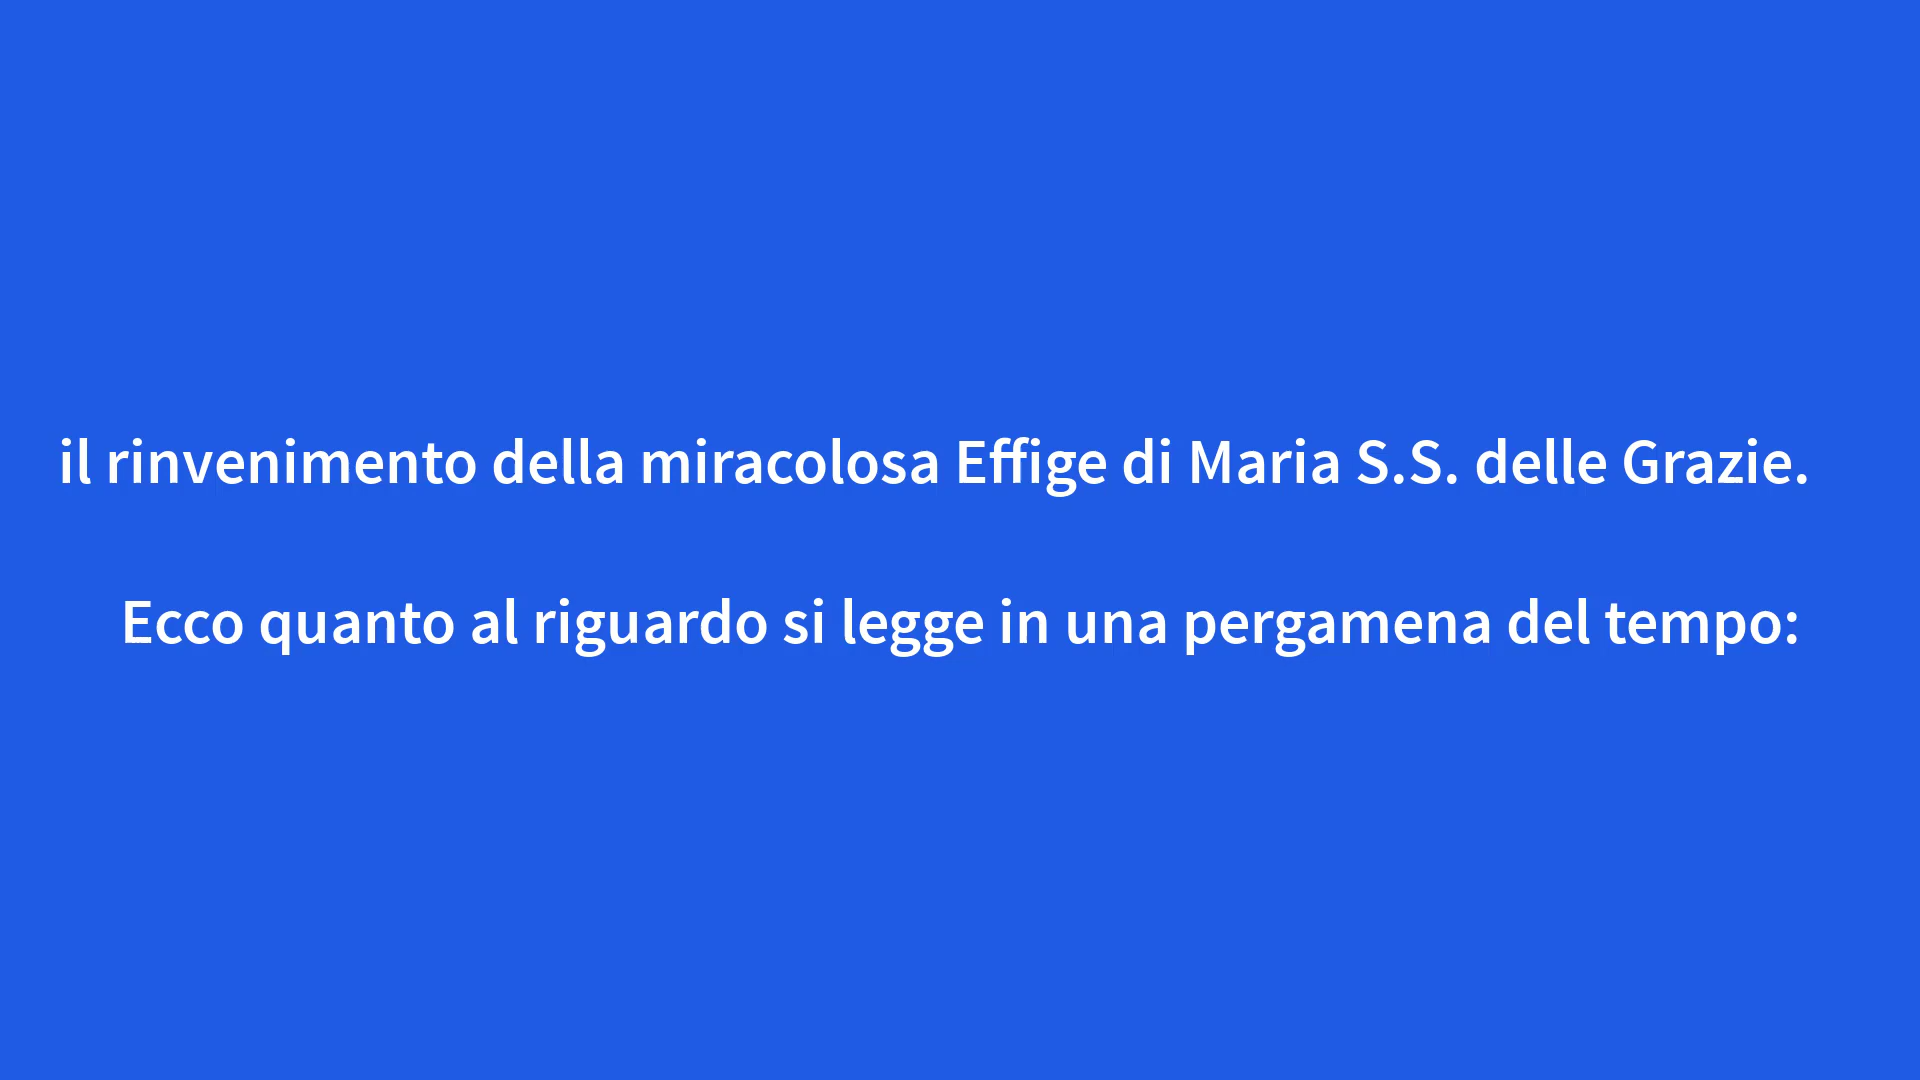 il rinvenimento della miracolosa Effige di Maria S.S. delle Grazie.
Ecco quanto al riguardo si legge in una pergamena del tempo: